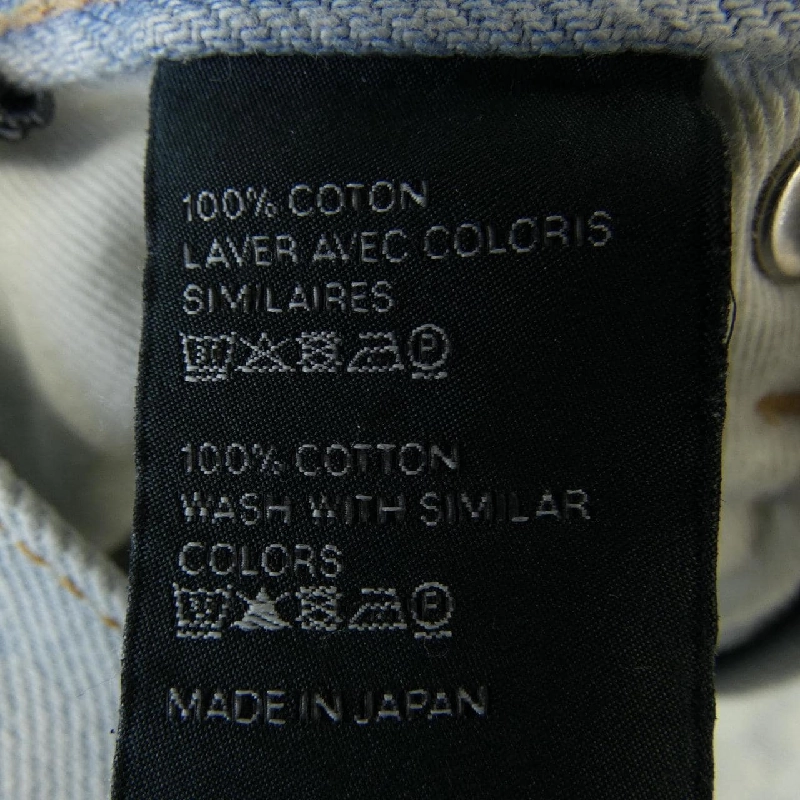 100% COTON
LAVER AVEC COLORIS
SIMILAIRES
P
100% COTTON
WASH WITH SIMILAR
COLORS
P
MADE IN JAPAN